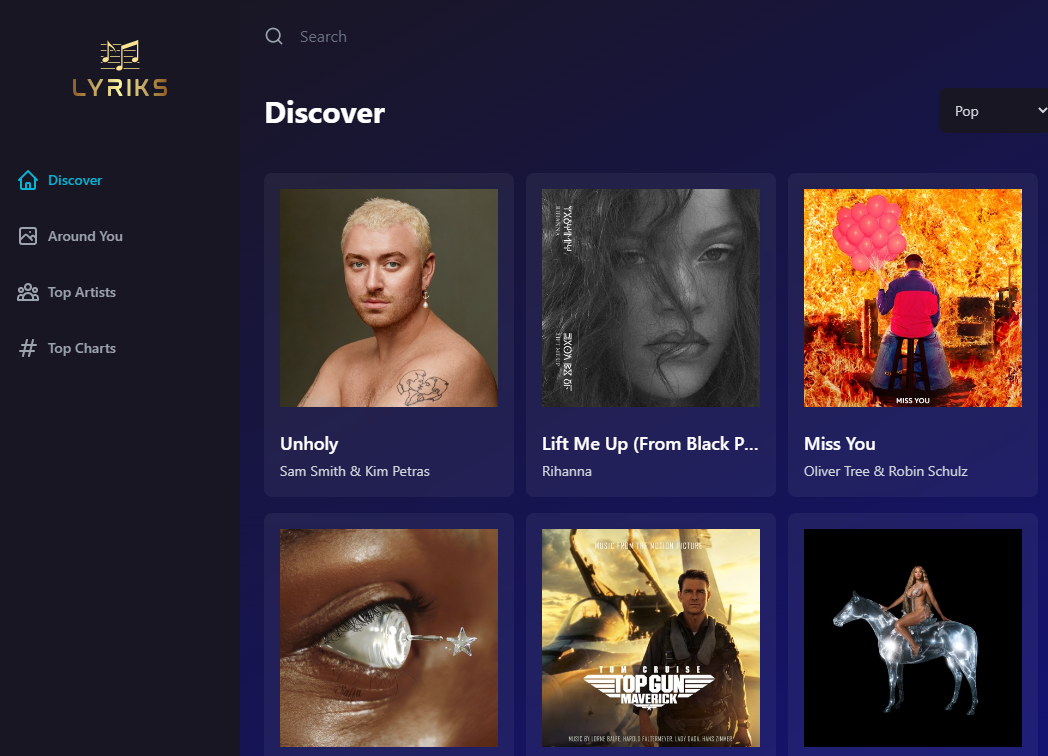 LYRIKS
Search
Discover
Pop
Discover
Around You
Top Artists
Top Charts
MISS YOU
Unholy
Sam Smith & Kim Petras
Lift Me Up (From Black P...
Rihanna
Miss You
Oliver Tree & Robin Schulz
MUSIC FROM THE MOTION PICTURE
TOM CRUISE
TOP GUN
MAVERICK
MUSIC BY LORNE BALFE, HAROLD FALTERMEYER, LADY GAGA, HANS ZIMMER